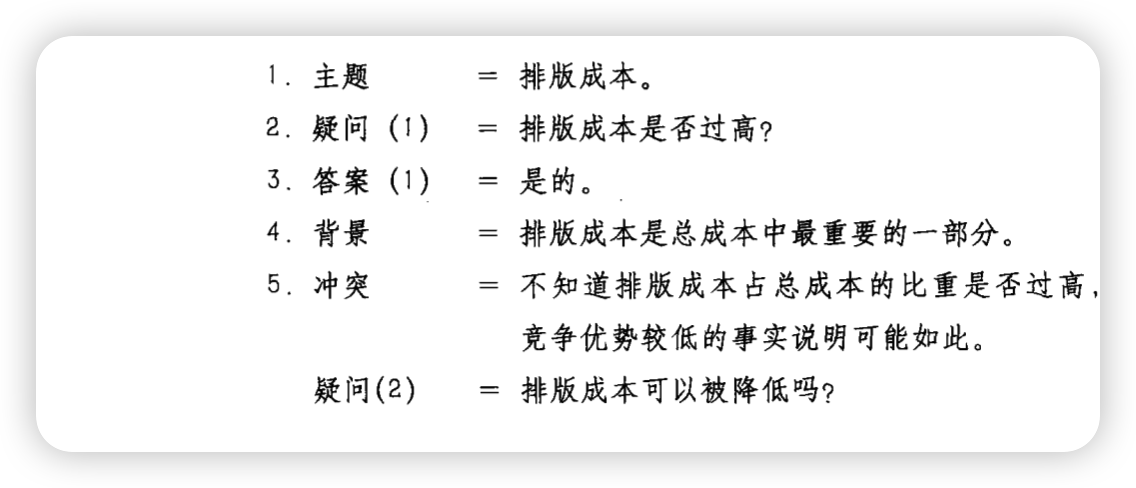 1. 主题 = 排版成本。
2. 疑问 (1) = 排版成本是否过高?
3. 答案 (1) = 是的。
4. 背景 = 排版成本是总成本中最重要的一部分。
5. 冲突 = 不知道排版成本占总成本的比重是否过高,
竞争优势较低的事实说明可能如此。
疑问(2) = 排版成本可以被降低吗?